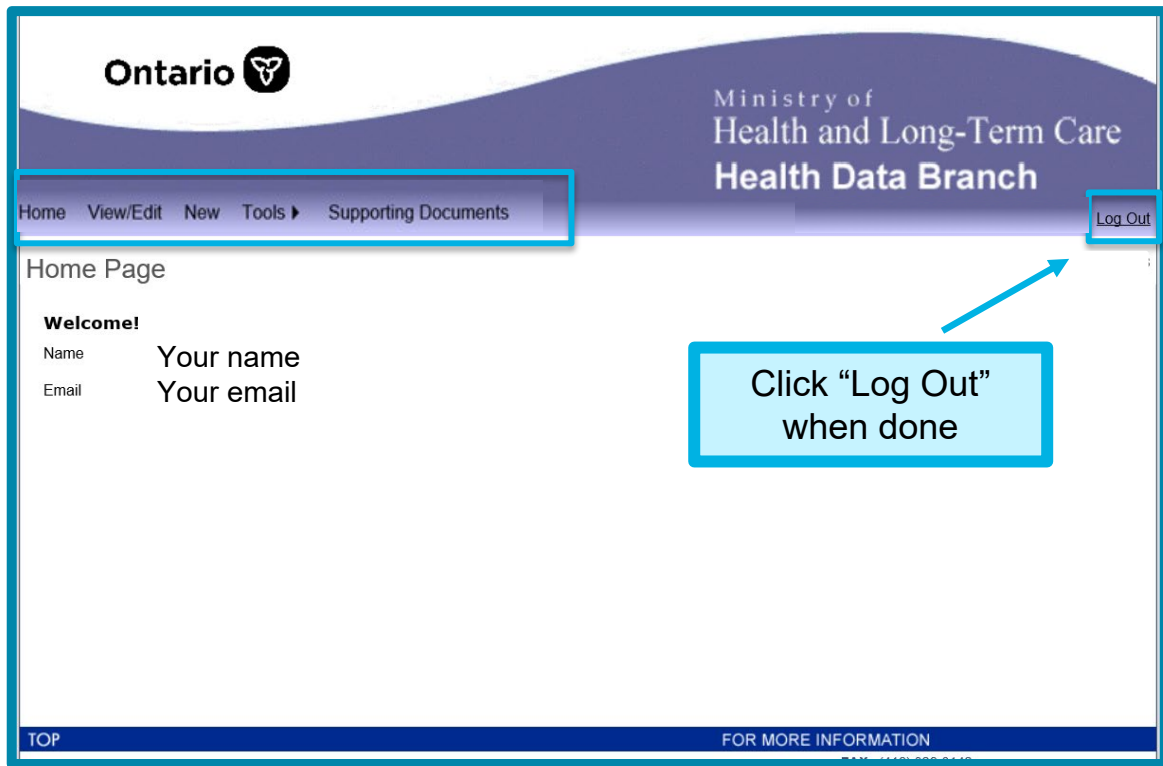 Ontario
Ministry of
Health and Long-Term Care
Health Data Branch
Home View/Edit New Tools Supporting Documents
Log Out
Home Page
Welcome!
Name Your name
Email Your email
Click “Log Out”
when done
TOP FOR MORE INFORMATION